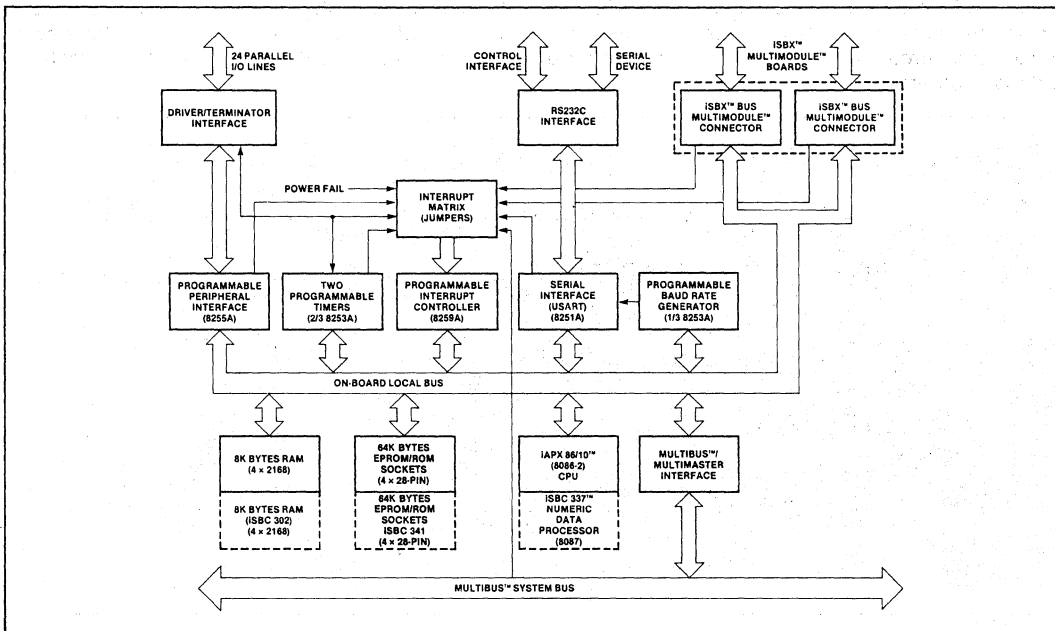 24 PARALLEL
I/O LINES
CONTROL
INTERFACE
SERIAL
DEVICE
iSBX™
MULTIMODULE™
BOARDS
DRIVER/TERMINATOR
INTERFACE
RS232C
INTERFACE
iSBX™ BUS
MULTIMODULE™
CONNECTOR
iSBX™ BUS
MULTIMODULE™
CONNECTOR
POWER FAIL
INTERRUPT
MATRIX
(JUMPERS)
PROGRAMMABLE
PERIPHERAL
INTERFACE
(8255A)
TWO
PROGRAMMABLE
TIMERS
(2/3 8253A)
PROGRAMMABLE
INTERRUPT
CONTROLLER
(8259A)
SERIAL
INTERFACE
(USART)
(8251A)
PROGRAMMABLE
BAUD RATE
GENERATOR
(1/3 8253A)
ON-BOARD LOCAL BUS
8K BYTES RAM
(4 × 2168)
64K BYTES
EPROM/ROM
SOCKETS
(4 × 28-PIN)
iAPX 86/10™
(8086-2)
CPU
MULTIBUS™/
MULTIMASTER
INTERFACE
8K BYTES RAM
(iSBC 302)
(4 × 2168)
64K BYTES
EPROM/ROM
SOCKETS
iSBC 341
(4 × 28-PIN)
iSBC 337™
NUMERIC
DATA
PROCESSOR
(8087)
MULTIBUS™ SYSTEM BUS